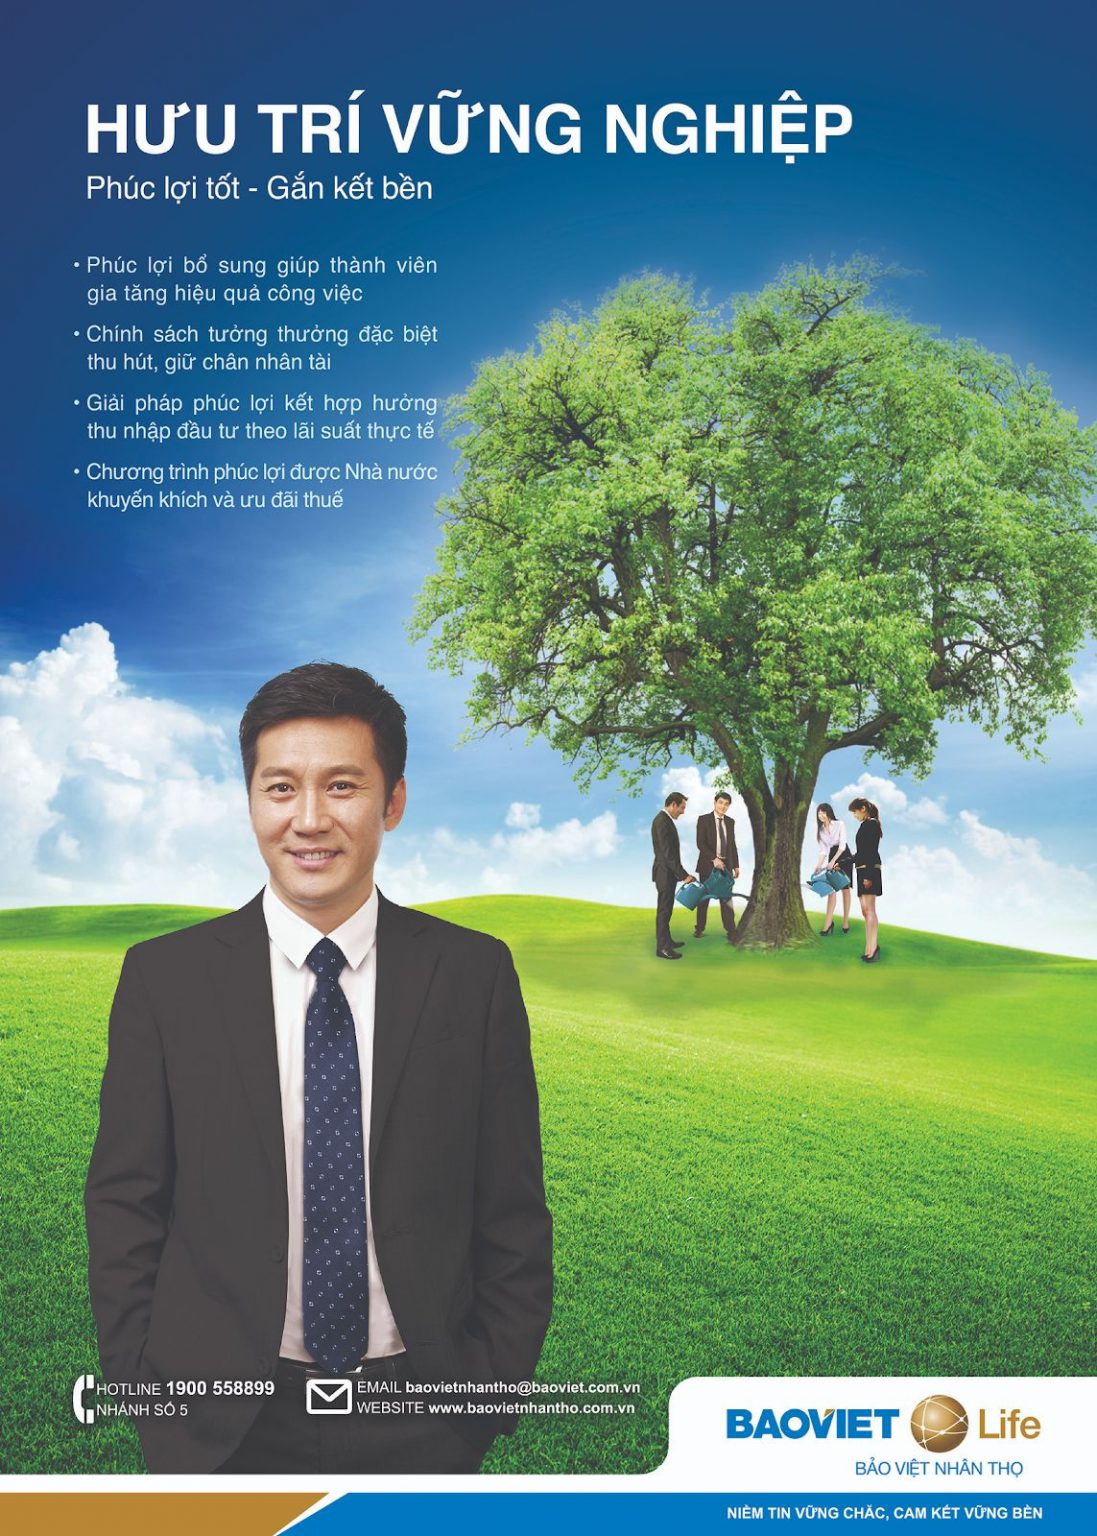 HƯU TRÍ VỮNG NGHIỆP
Phúc lợi tốt - Gắn kết bền
• Phúc lợi bổ sung giúp thành viên
gia tăng hiệu quả công việc
• Chính sách tưởng thưởng đặc biệt
thu hút, giữ chân nhân tài
• Giải pháp phúc lợi kết hợp hưởng
thu nhập đầu tư theo lãi suất thực tế
• Chương trình phúc lợi được Nhà nước
khuyến khích và ưu đãi thuế
HOTLINE 1900 558899
NHÁNH SỐ 5
EMAIL baovietnhantho@baoviet.com.vn
WEBSITE www.baovietnhantho.com.vn
BAOVIET Life
BẢO VIỆT NHÂN THỌ
NIỀM TIN VỮNG CHẮC, CAM KẾT VỮNG BỀN